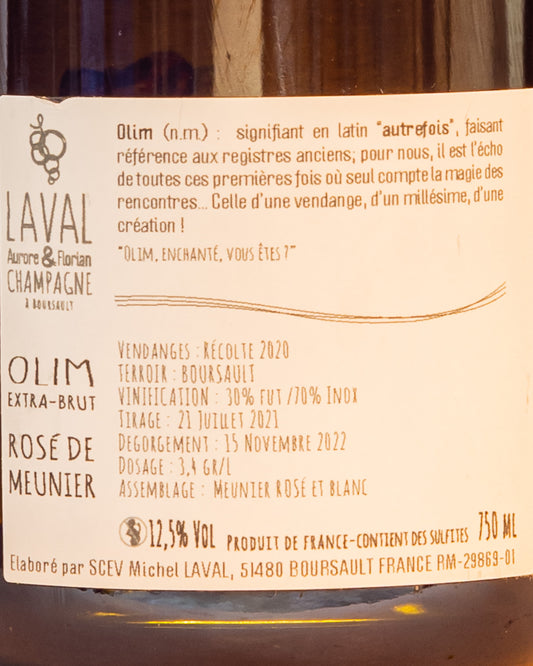 Olim (n.m.) : signifiant en latin "autrefois", faisant
référence aux registres anciens; pour nous, il est l'écho
de toutes ces premières fois où seul compte la magie des
rencontres... Celle d'une vendange, d'un millésime, d'une
création !
"OLIM, ENCHANTÉ, VOUS ÊTES ?"
LAVAL
Aurore & Florian
CHAMPAGNE
À BOURSAULT
OLIM
EXTRA-BRUT
ROSÉ DE
MEUNIER
VENDANGES : RÉCOLTE 2020
TERROIR : BOURSAULT
VINIFICATION : 30% FUT /70% INOX
TIRAGE : 21 JUILLET 2021
DEGORGEMENT : 15 NOVEMBRE 2022
DOSAGE : 3,4 GR/L
ASSEMBLAGE : MEUNIER ROSÉ ET BLANC
12,5% VOL PRODUIT DE FRANCE-CONTIENT DES SULFITES 750 ML
Elaboré par SCEV Michel LAVAL, 51480 BOURSAULT FRANCE RM-29869-01